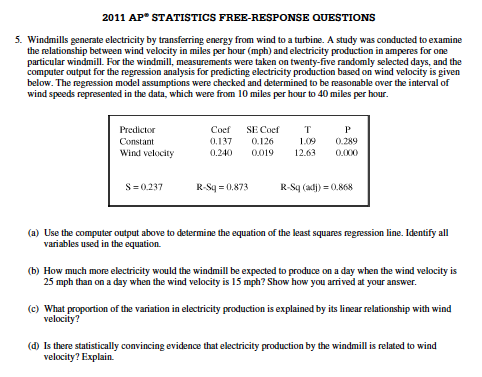 2011 AP® STATISTICS FREE-RESPONSE QUESTIONS
5. Windmills generate electricity by transferring energy from wind to a turbine. A study was conducted to examine
the relationship between wind velocity in miles per hour (mph) and electricity production in amperes for one
particular windmill. For the windmill, measurements were taken on twenty-five randomly selected days, and the
computer output for the regression analysis for predicting electricity production based on wind velocity is given
below. The regression model assumptions were checked and determined to be reasonable over the interval of
wind speeds represented in the data, which were from 10 miles per hour to 40 miles per hour.
Predictor Coef SE Coef T P
Constant 0.137 0.126 1.09 0.289
Wind velocity 0.240 0.019 12.63 0.000
S = 0.237 R-Sq = 0.873 R-Sq (adj) = 0.868
(a) Use the computer output above to determine the equation of the least squares regression line. Identify all
variables used in the equation.
(b) How much more electricity would the windmill be expected to produce on a day when the wind velocity is
25 mph than on a day when the wind velocity is 15 mph? Show how you arrived at your answer.
(c) What proportion of the variation in electricity production is explained by its linear relationship with wind
velocity?
(d) Is there statistically convincing evidence that electricity production by the windmill is related to wind
velocity? Explain.